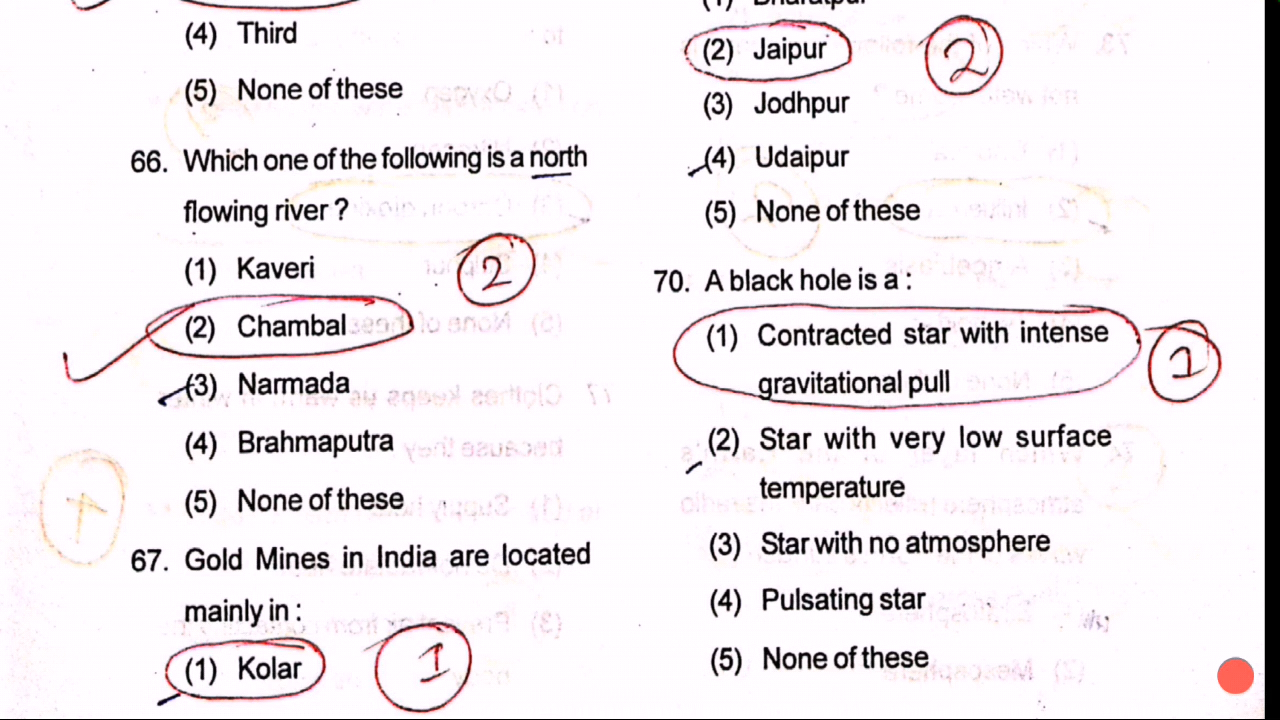 (4) Third
(5) None of these
66. Which one of the following is a north
flowing river ?
(1) Kaveri
2
(2) Chambal
(3) Narmada
(4) Brahmaputra
(5) None of these
67. Gold Mines in India are located
mainly in :
(1) Kolar
1
(1) Bharatpur
(2) Jaipur
2
(3) Jodhpur
(4) Udaipur
(5) None of these
70. A black hole is a :
(1) Contracted star with intense
gravitational pull
1
(2) Star with very low surface
temperature
(3) Star with no atmosphere
(4) Pulsating star
(5) None of these